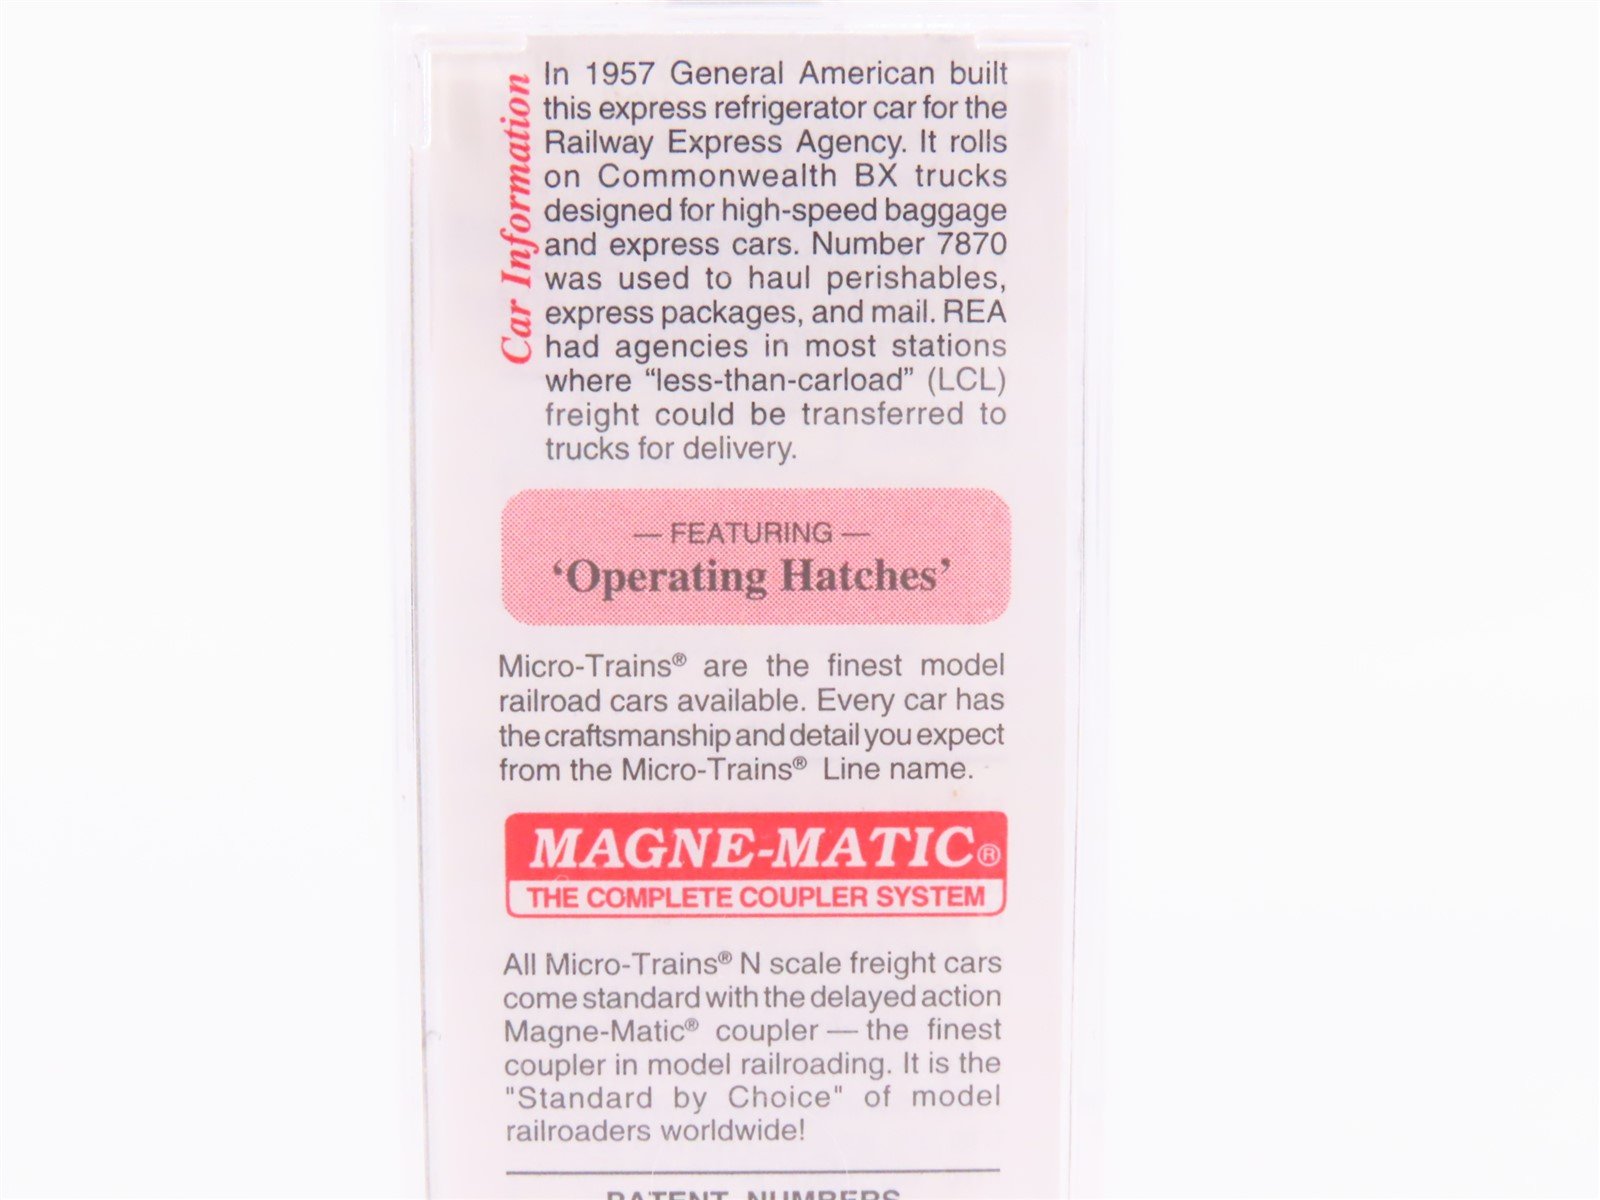 Car Information
In 1957 General American built
this express refrigerator car for the
Railway Express Agency. It rolls
on Commonwealth BX trucks
designed for high-speed baggage
and express cars. Number 7870
was used to haul perishables,
express packages, and mail. REA
had agencies in most stations
where “less-than-carload” (LCL)
freight could be transferred to
trucks for delivery.
— FEATURING —
‘Operating Hatches’
Micro-Trains® are the finest model
railroad cars available. Every car has
the craftsmanship and detail you expect
from the Micro-Trains® Line name.
MAGNE-MATIC®
THE COMPLETE COUPLER SYSTEM
All Micro-Trains® N scale freight cars
come standard with the delayed action
Magne-Matic® coupler — the finest
coupler in model railroading. It is the
"Standard by Choice" of model
railroaders worldwide!
PATENT NUMBERS